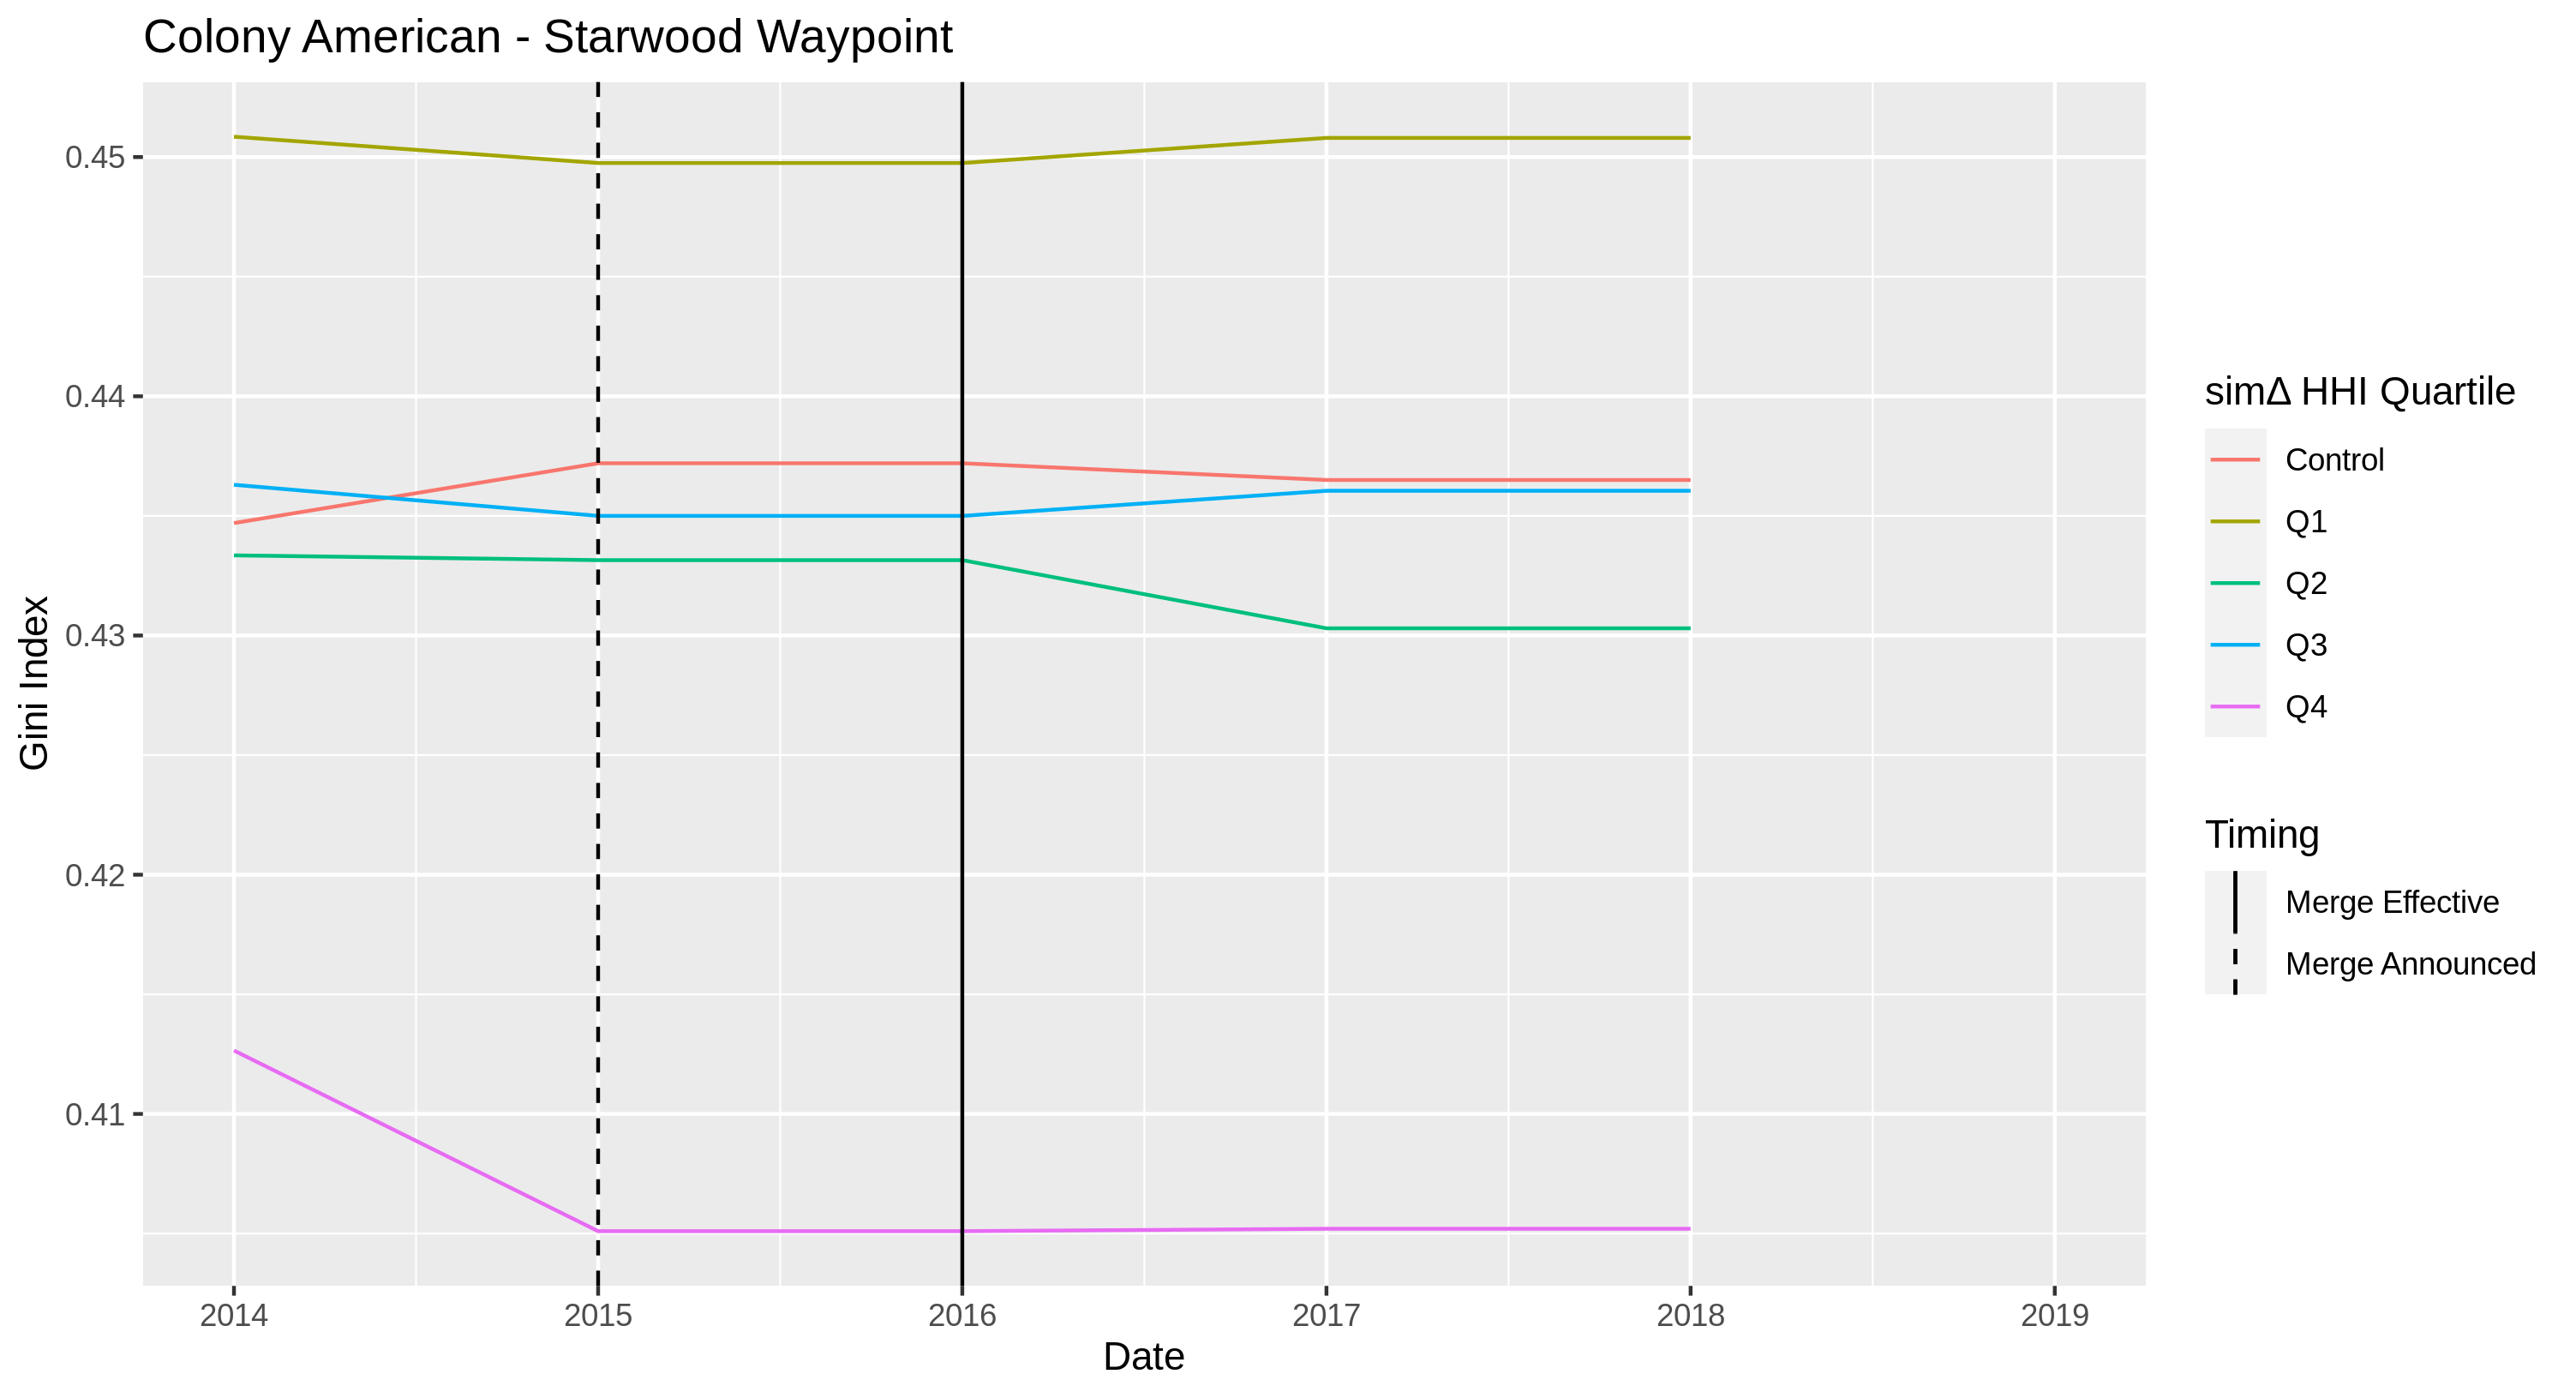 Colony American - Starwood Waypoint
Gini Index
0.45
0.44
0.43
0.42
0.41
2014
2015
2016
2017
2018
2019
Date
simΔ HHI Quartile
Control
Q1
Q2
Q3
Q4
Timing
Merge Effective
Merge Announced